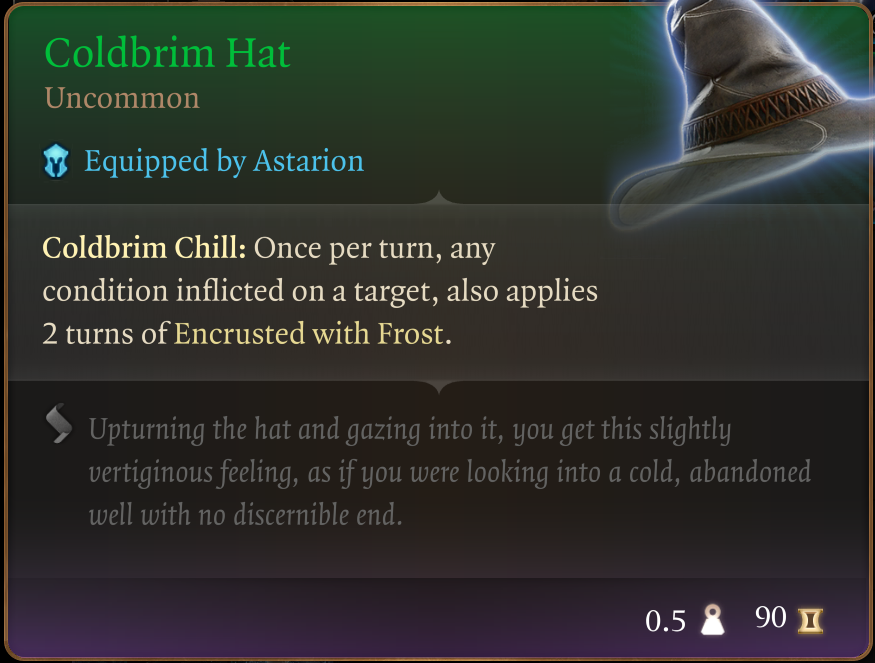 Coldbrim Hat
Uncommon
Equipped by Astarion
Coldbrim Chill: Once per turn, any
condition inflicted on a target, also applies
2 turns of Encrusted with Frost.
Upturning the hat and gazing into it, you get this slightly
vertiginous feeling, as if you were looking into a cold, abandoned
well with no discernible end.
0.5 90